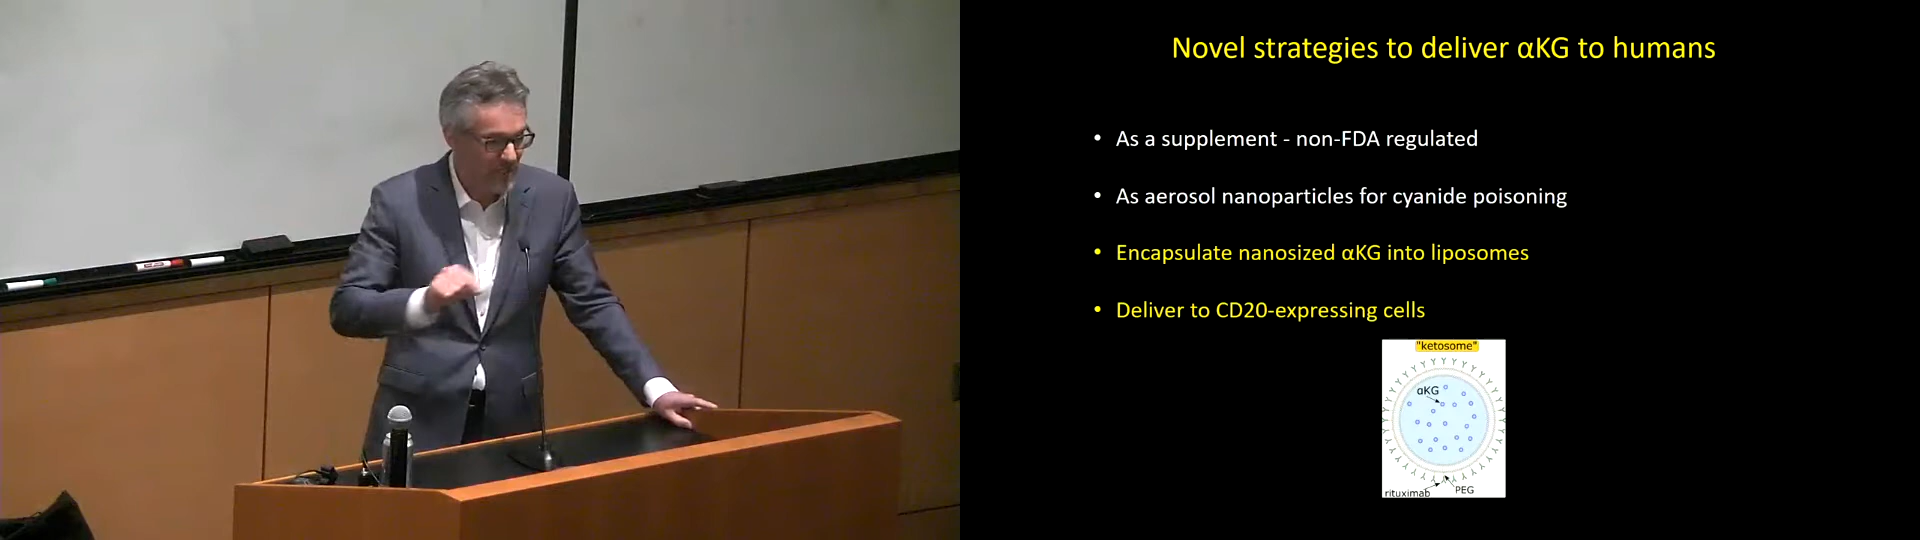 Novel strategies to deliver αKG to humans
• As a supplement - non-FDA regulated
• As aerosol nanoparticles for cyanide poisoning
• Encapsulate nanosized αKG into liposomes
• Deliver to CD20-expressing cells
"ketosome"
αKG
rituximab
PEG